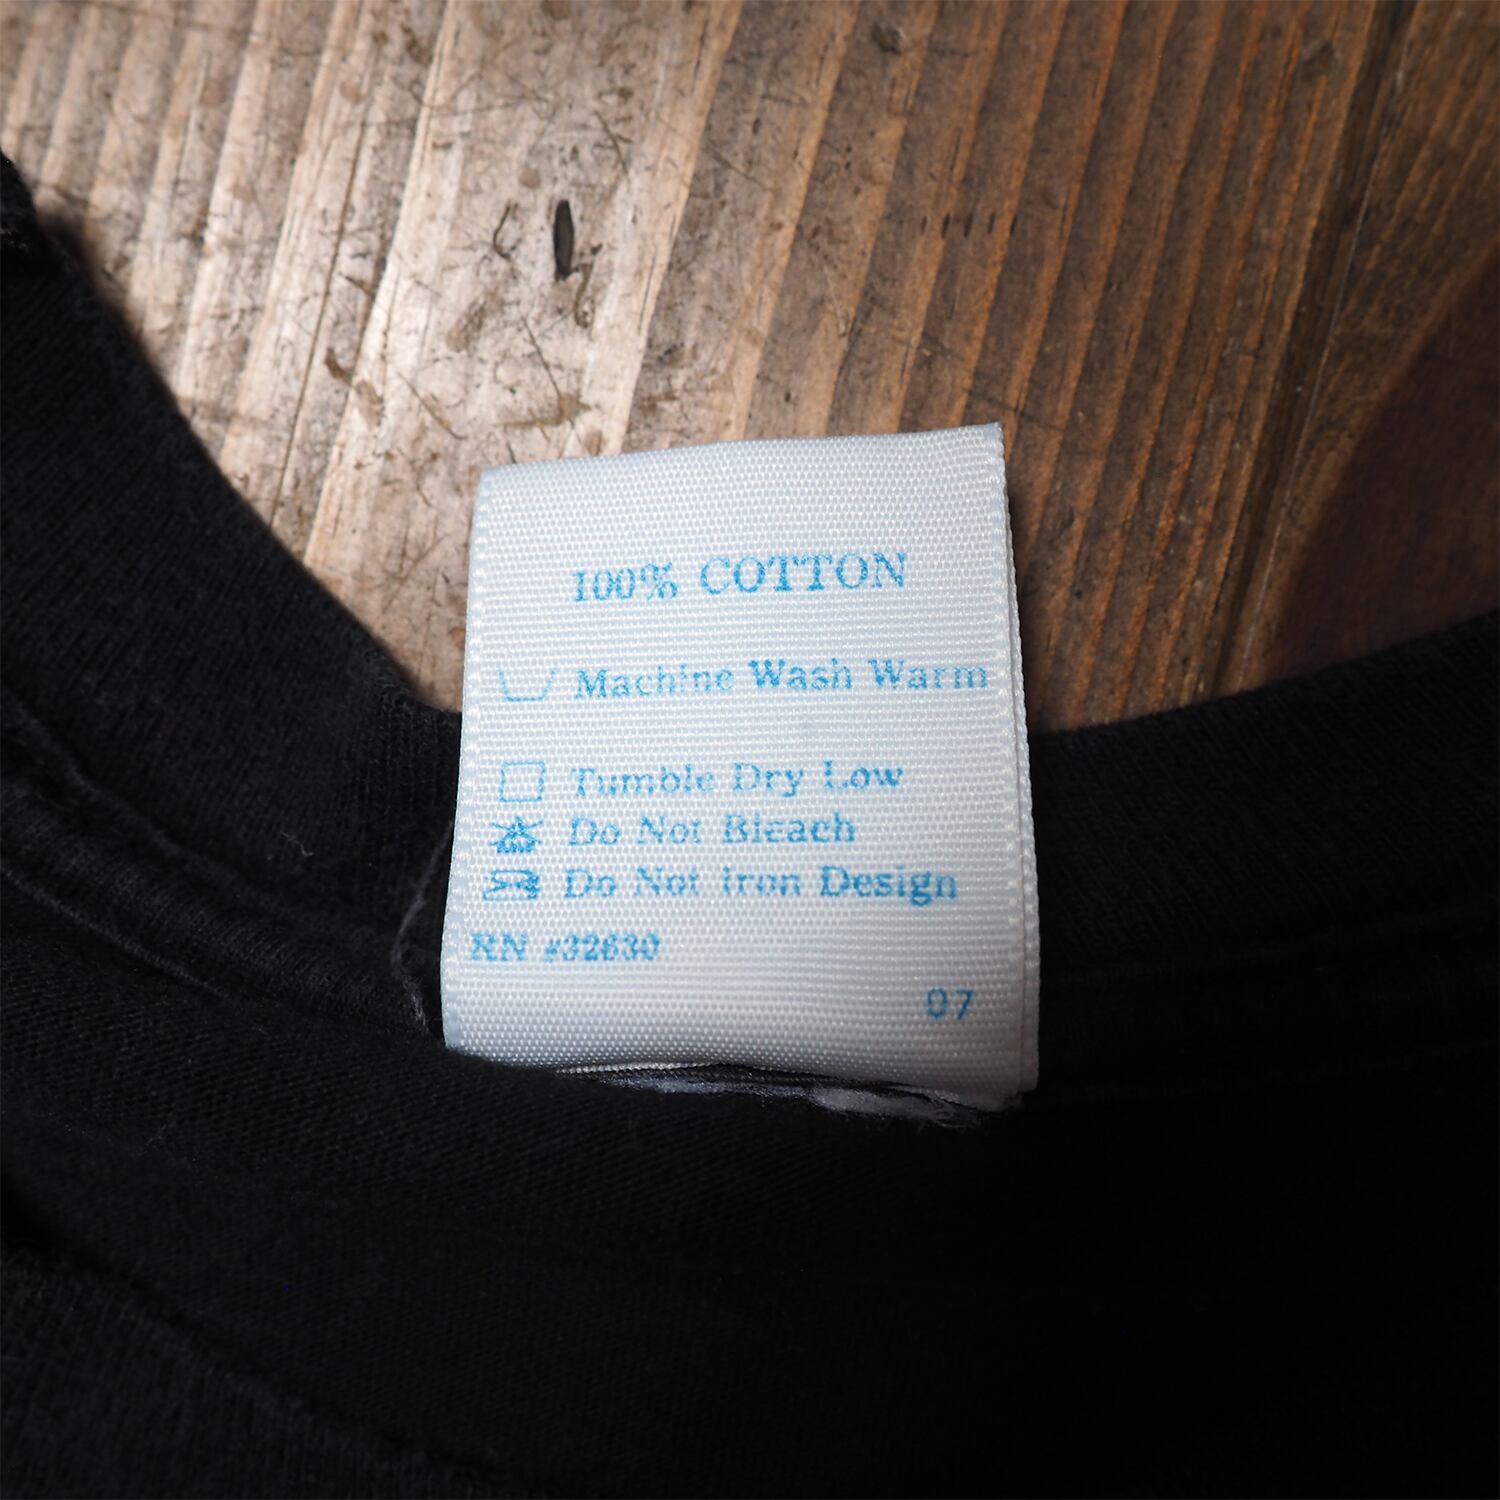 100% COTTON
Machine Wash Warm
Tumble Dry Low
Do Not Bleach
Do Not Iron Design
RN #32630
07